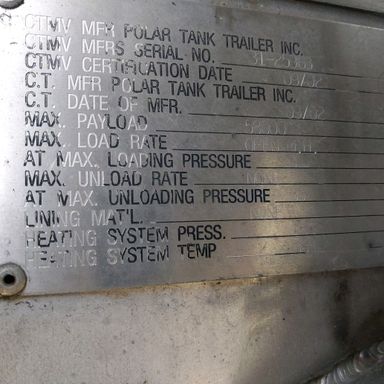 CTMV MFR POLAR TANK TRAILER INC.
CTMV MFRS SERIAL NO.
CTMV CERTIFICATION DATE
C.T. MFR POLAR TANK TRAILER INC.
C.T. DATE OF MFR.
MAX. PAYLOAD
MAX. LOAD RATE
AT MAX. LOADING PRESSURE
MAX. UNLOAD RATE
AT MAX. UNLOADING PRESSURE
LINING MAT'L.
HEATING SYSTEM PRESS.
HEATING SYSTEM TEMP